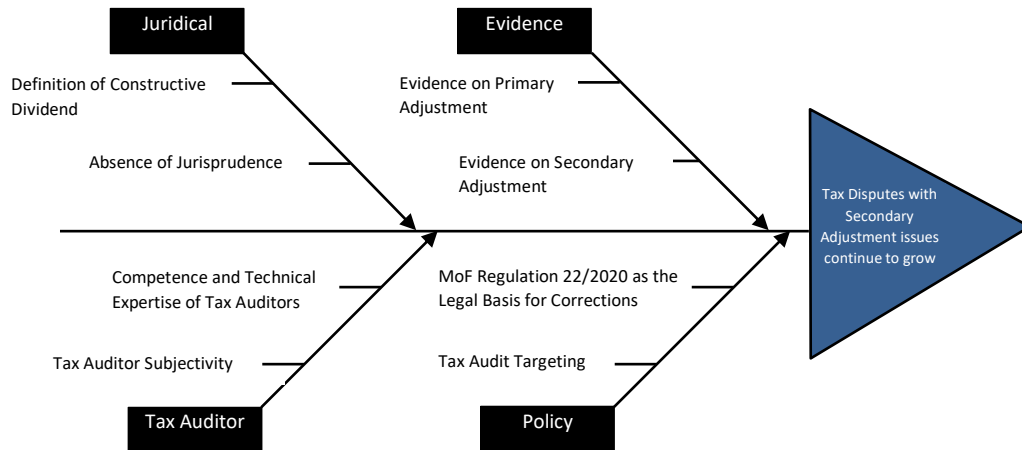 Juridical
Evidence
Definition of Constructive
Dividend
Absence of Jurisprudence
Evidence on Primary
Adjustment
Evidence on Secondary
Adjustment
Tax Disputes with
Secondary
Adjustment issues
continue to grow
Competence and Technical
Expertise of Tax Auditors
Tax Auditor Subjectivity
MoF Regulation 22/2020 as the
Legal Basis for Corrections
Tax Audit Targeting
Tax Auditor
Policy